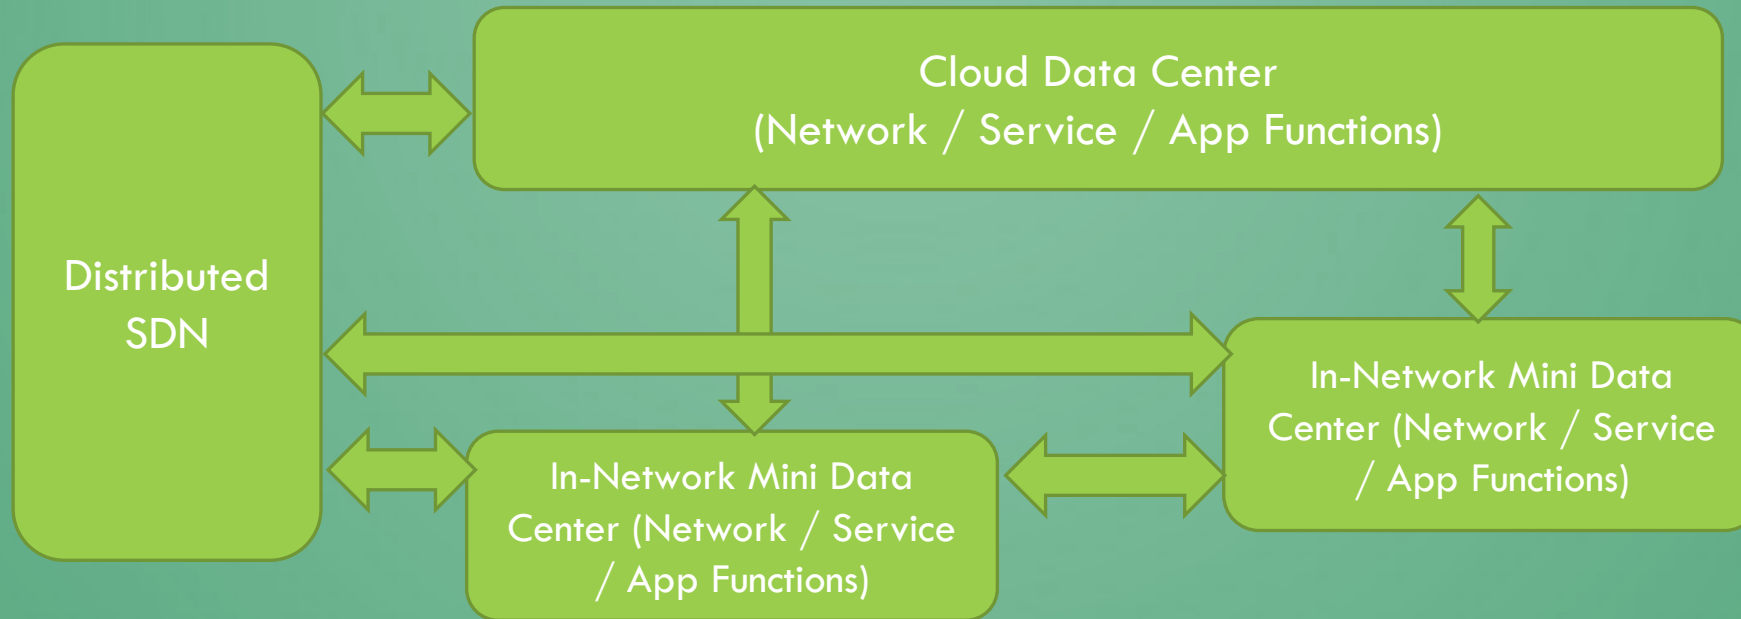 Cloud Data Center
(Network / Service / App Functions)
Distributed
SDN
In-Network Mini Data
Center (Network / Service
/ App Functions)
In-Network Mini Data
Center (Network / Service
/ App Functions)